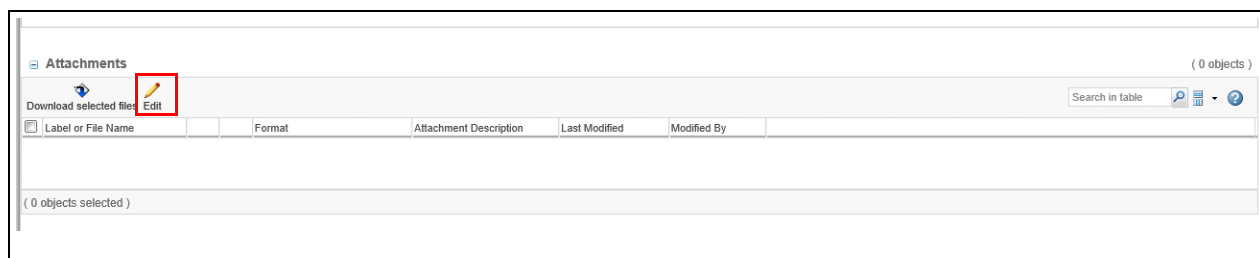 Attachments
( 0 objects )
Download selected files Edit
Search in table
Label or File Name Format Attachment Description Last Modified Modified By
( 0 objects selected )